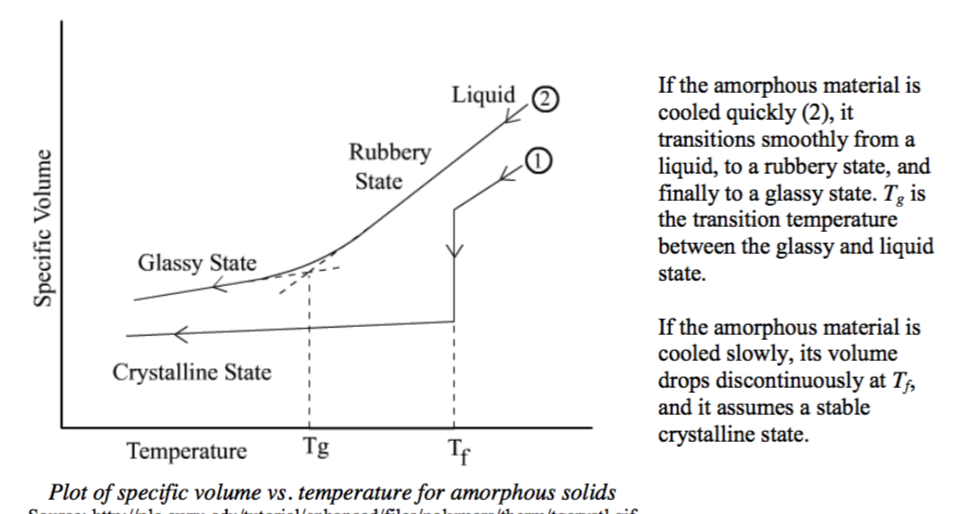 Liquid 2
1
Rubbery
State
Glassy State
Crystalline State
Specific Volume
Temperature
Tg
Tf
If the amorphous material is
cooled quickly (2), it
transitions smoothly from a
liquid, to a rubbery state, and
finally to a glassy state. Tg is
the transition temperature
between the glassy and liquid
state.
If the amorphous material is
cooled slowly, its volume
drops discontinuously at Tf,
and it assumes a stable
crystalline state.
Plot of specific volume vs. temperature for amorphous solids